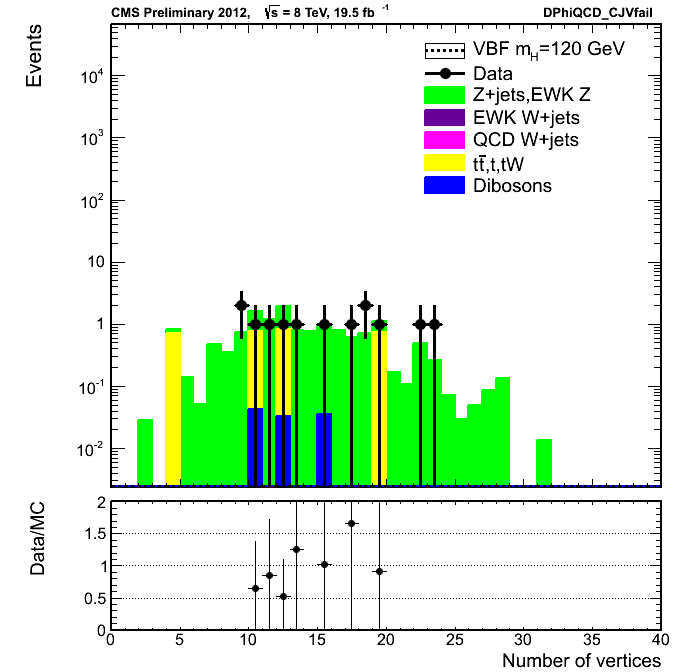 CMS Preliminary 2012, √s = 8 TeV, 19.5 fb⁻¹ DPhiQCD_CJVfail
Events
10⁴
10³
10²
10
1
10⁻¹
10⁻²
VBF m_H=120 GeV
Data
Z+jets,EWK Z
EWK W+jets
QCD W+jets
tt̅,t,tW
Dibosons
Data/MC
2
1.5
1
0.5
0
0 5 10 15 20 25 30 35 40
Number of vertices